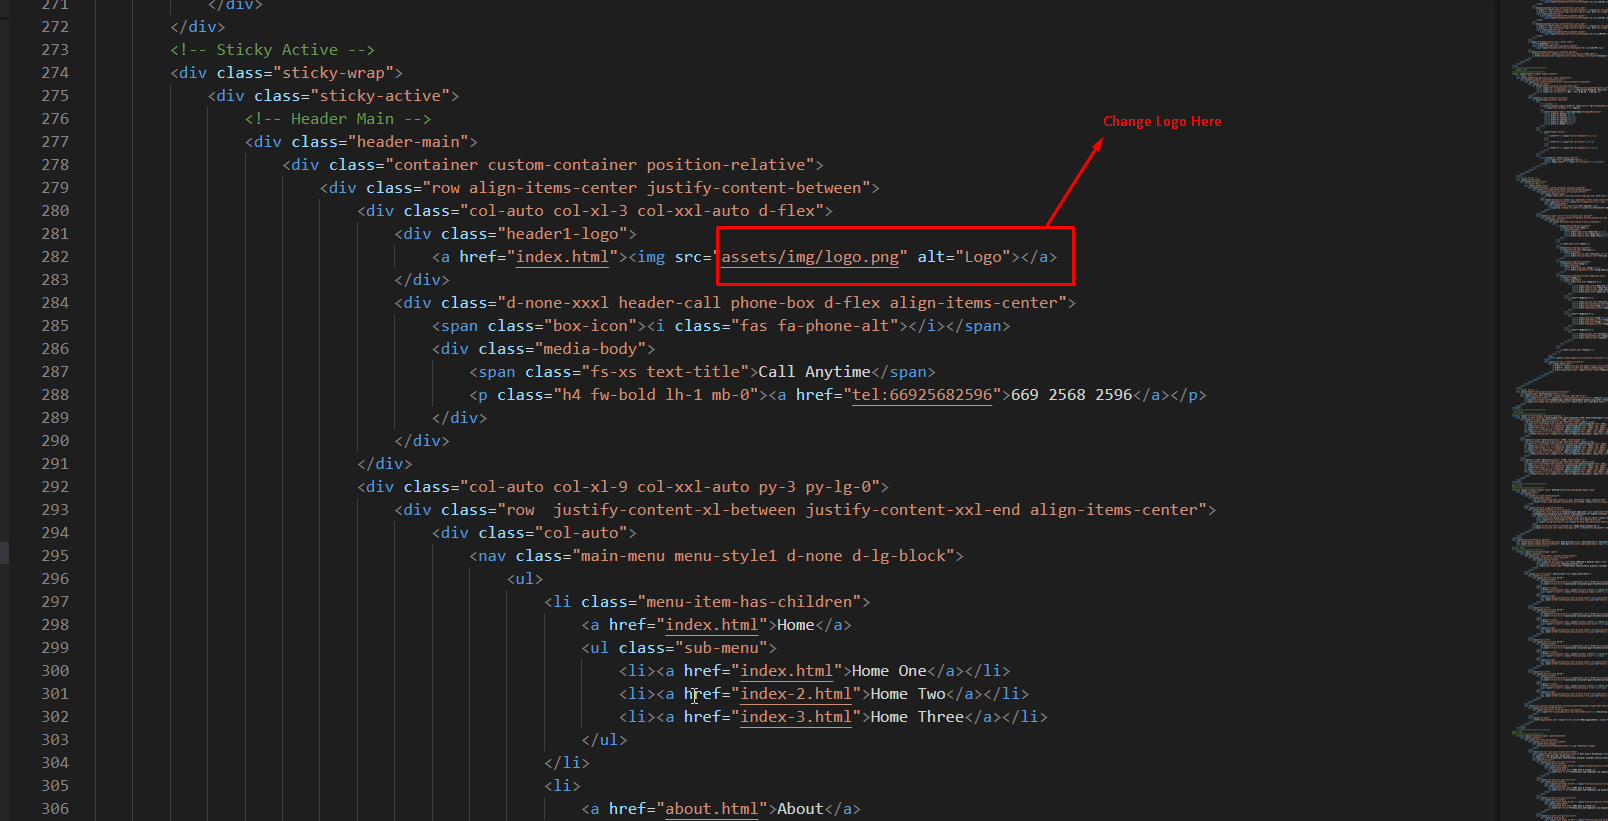 271 </div>
272 </div>
273 <!-- Sticky Active -->
274 <div class="sticky-wrap">
275 <div class="sticky-active">
276 <!-- Header Main -->
277 <div class="header-main">
278 <div class="container custom-container position-relative">
279 <div class="row align-items-center justify-content-between">
280 <div class="col-auto col-xl-3 col-xxl-auto d-flex">
281 <div class="header1-logo">
282 <a href="index.html"><img src="assets/img/logo.png" alt="Logo"></a>
Change Logo Here
283 </div>
284 <div class="d-none-xxxl header-call phone-box d-flex align-items-center">
285 <span class="box-icon"><i class="fas fa-phone-alt"></i></span>
286 <div class="media-body">
287 <span class="fs-xs text-title">Call Anytime</span>
288 <p class="h4 fw-bold lh-1 mb-0"><a href="tel:66925682596">669 2568 2596</a></p>
289 </div>
290 </div>
291 </div>
292 <div class="col-auto col-xl-9 col-xxl-auto py-3 py-lg-0">
293 <div class="row  justify-content-xl-between justify-content-xxl-end align-items-center">
294 <div class="col-auto">
295 <nav class="main-menu menu-style1 d-none d-lg-block">
296 <ul>
297 <li class="menu-item-has-children">
298 <a href="index.html">Home</a>
299 <ul class="sub-menu">
300 <li><a href="index.html">Home One</a></li>
301 <li><a href="index-2.html">Home Two</a></li>
302 <li><a href="index-3.html">Home Three</a></li>
303 </ul>
304 </li>
305 <li>
306 <a href="about.html">About</a>